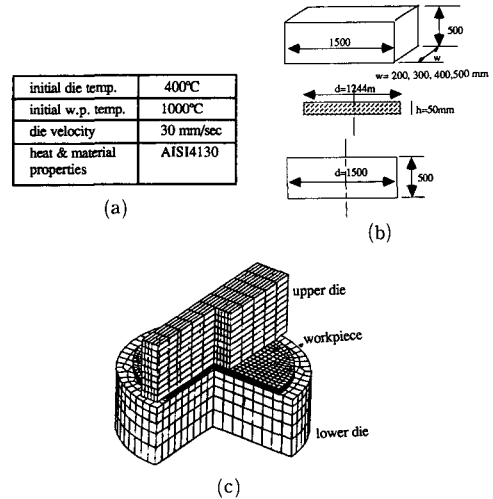 (a)
initial die temp. 400°C
initial w.p. temp. 1000°C
die velocity 30 mm/sec
heat & material properties AISI4130
(a)
500
1500
w
w= 200, 300, 400,500 mm
d=1244m
h=50mm
d=1500
500
(b)
upper die
workpiece
lower die
(c)